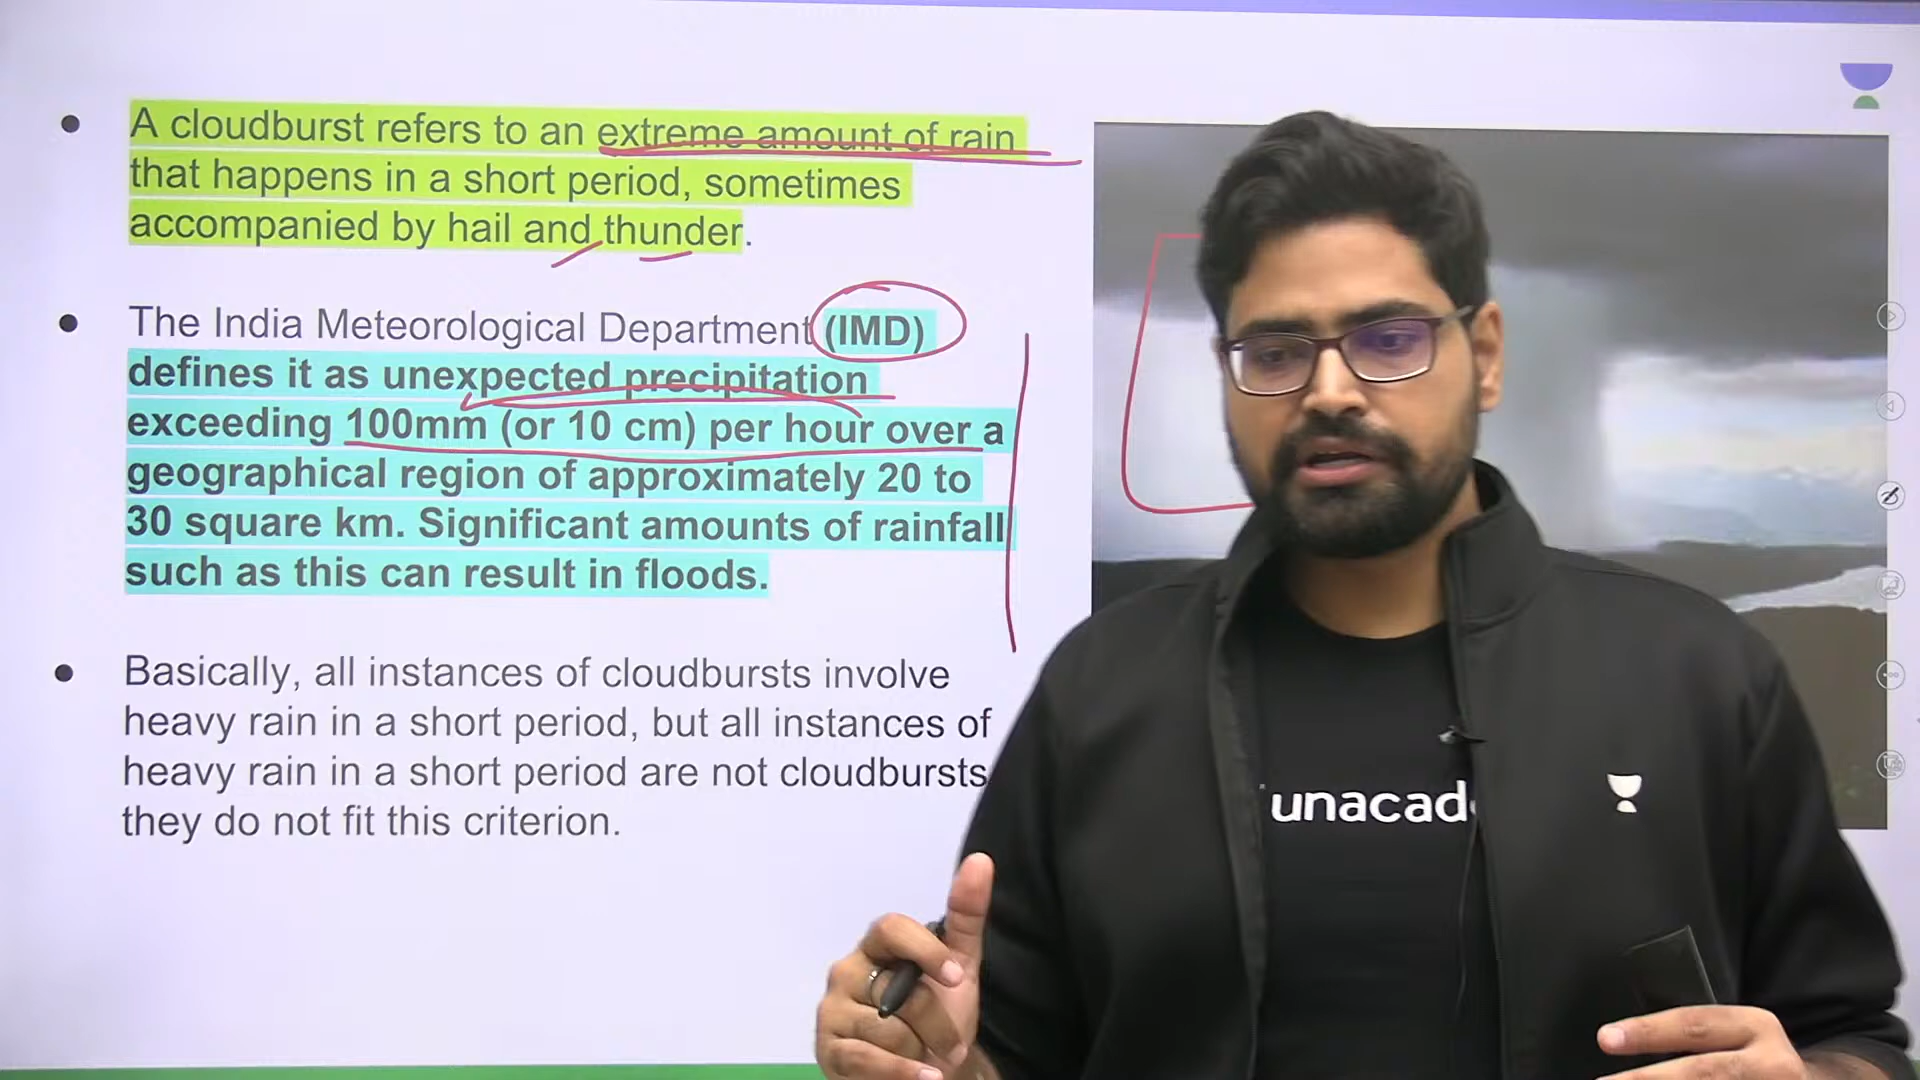 A cloudburst refers to an extreme amount of rain
that happens in a short period, sometimes
accompanied by hail and thunder.
The India Meteorological Department (IMD)
defines it as unexpected precipitation
exceeding 100mm (or 10 cm) per hour over a
geographical region of approximately 20 to
30 square km. Significant amounts of rainfall
such as this can result in floods.
Basically, all instances of cloudbursts involve
heavy rain in a short period, but all instances of
heavy rain in a short period are not cloudbursts
they do not fit this criterion.
unacad